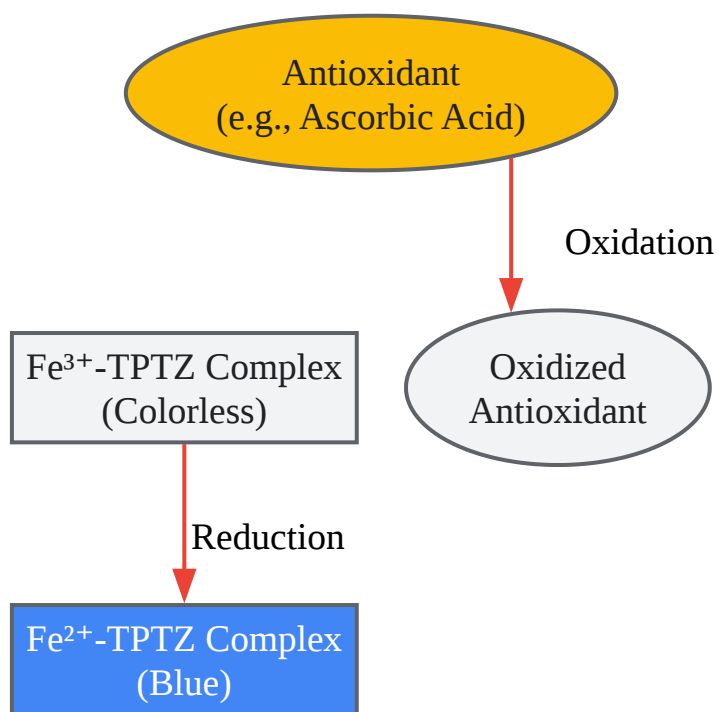 Antioxidant
(e.g., Ascorbic Acid)
Oxidation
Fe³⁺-TPTZ Complex
(Colorless)
Oxidized
Antioxidant
Reduction
Fe²⁺-TPTZ Complex
(Blue)